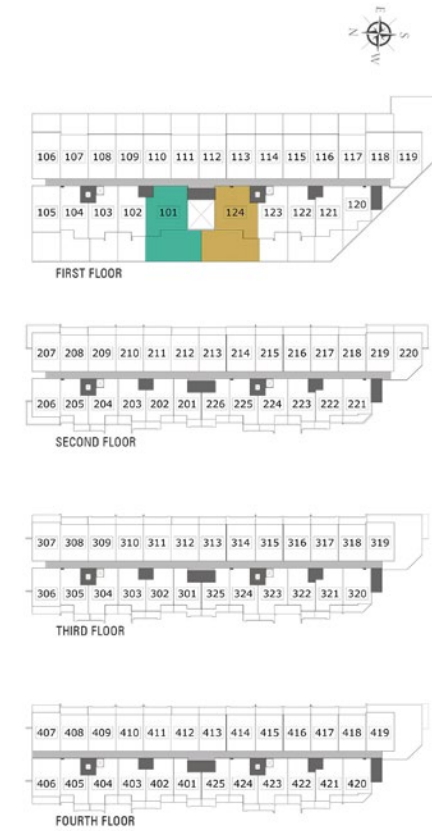 E
N S
W
106 107 108 109 110 111 112 113 114 115 116 117 118 119
105 104 103 102 101 124 123 122 121 120
FIRST FLOOR
207 208 209 210 211 212 213 214 215 216 217 218 219 220
206 205 204 203 202 201 226 225 224 223 222 221
SECOND FLOOR
307 308 309 310 311 312 313 314 315 316 317 318 319
306 305 304 303 302 301 325 324 323 322 321 320
THIRD FLOOR
407 408 409 410 411 412 413 414 415 416 417 418 419
406 405 404 403 402 401 425 424 423 422 421 420
FOURTH FLOOR